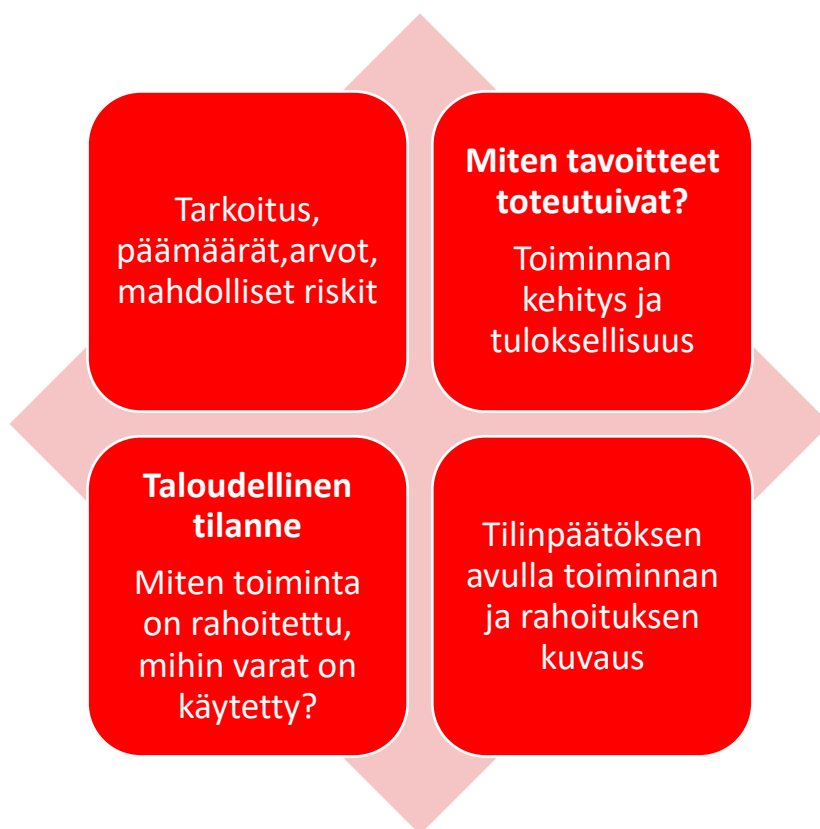 Tarkoitus,
päämäärät,arvot,
mahdolliset riskit
Miten tavoitteet
toteutuivat?
Toiminnan
kehitys ja
tuloksellisuus
Taloudellinen
tilanne
Miten toiminta
on rahoitettu,
mihin varat on
käytetty?
Tilinpäätöksen
avulla toiminnan
ja rahoituksen
kuvaus